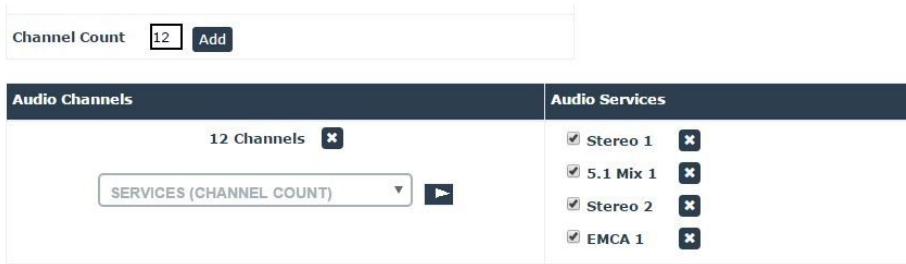 Channel Count 12 Add
Audio Channels Audio Services
12 Channels
Stereo 1
5.1 Mix 1
SERVICES (CHANNEL COUNT)
Stereo 2
EMCA 1